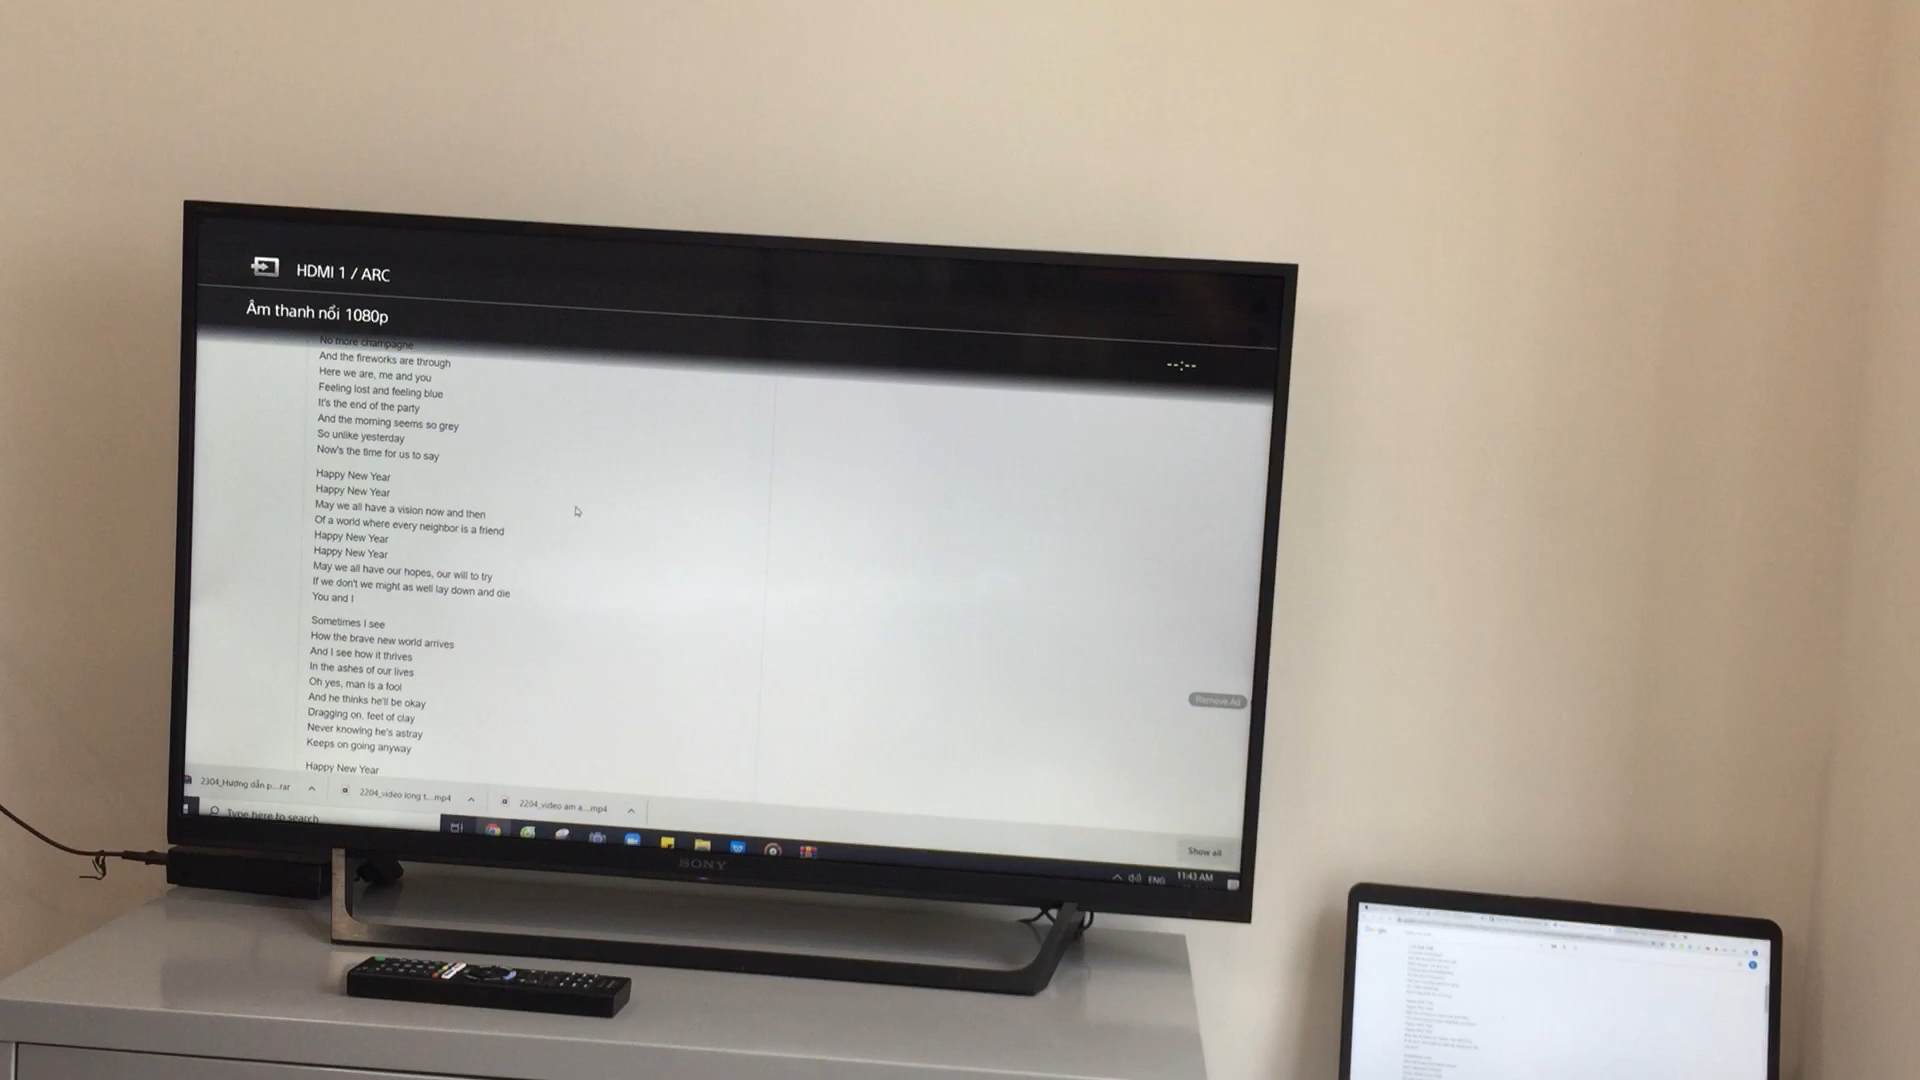 HDMI 1 / ARC
Âm thanh nổi 1080p
--:--
No more champagne
And the fireworks are through
Here we are, me and you
Feeling lost and feeling blue
It's the end of the party
And the morning seems so grey
So unlike yesterday
Now's the time for us to say
Happy New Year
Happy New Year
May we all have a vision now and then
Of a world where every neighbor is a friend
Happy New Year
Happy New Year
May we all have our hopes, our will to try
If we don't we might as well lay down and die
You and I
Sometimes I see
How the brave new world arrives
And I see how it thrives
In the ashes of our lives
Oh yes, man is a fool
And he thinks he'll be okay
Dragging on, feet of clay
Never knowing he's astray
Keeps on going anyway
Happy New Year
Remove Ad
2304_Hướng dẫn p....rar
2204_video long t....mp4
2204_video am a....mp4
Show all
Type here to search
ENG
11:43 AM
SONY
Google